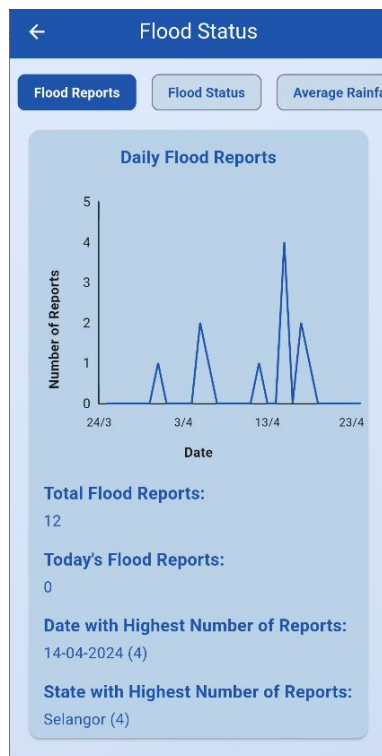 Flood Status
Flood Reports Flood Status Average Rainfa
Daily Flood Reports
5
4
3
2
1
0
Number of Reports
24/3 3/4 13/4 23/4
Date
Total Flood Reports:
12
Today's Flood Reports:
0
Date with Highest Number of Reports:
14-04-2024 (4)
State with Highest Number of Reports:
Selangor (4)